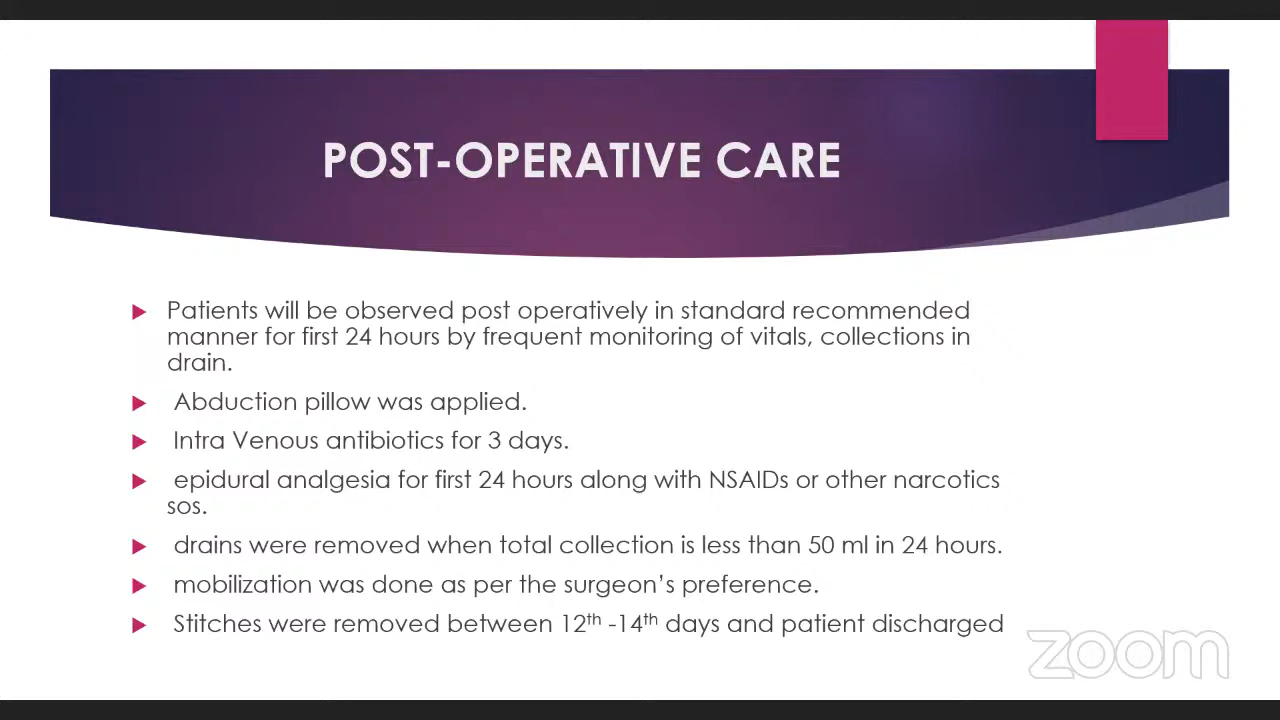 POST-OPERATIVE CARE
Patients will be observed post operatively in standard recommended
manner for first 24 hours by frequent monitoring of vitals, collections in
drain.
Abduction pillow was applied.
Intra Venous antibiotics for 3 days.
epidural analgesia for first 24 hours along with NSAIDs or other narcotics
sos.
drains were removed when total collection is less than 50 ml in 24 hours.
mobilization was done as per the surgeon’s preference.
Stitches were removed between 12th -14th days and patient discharged
zoom